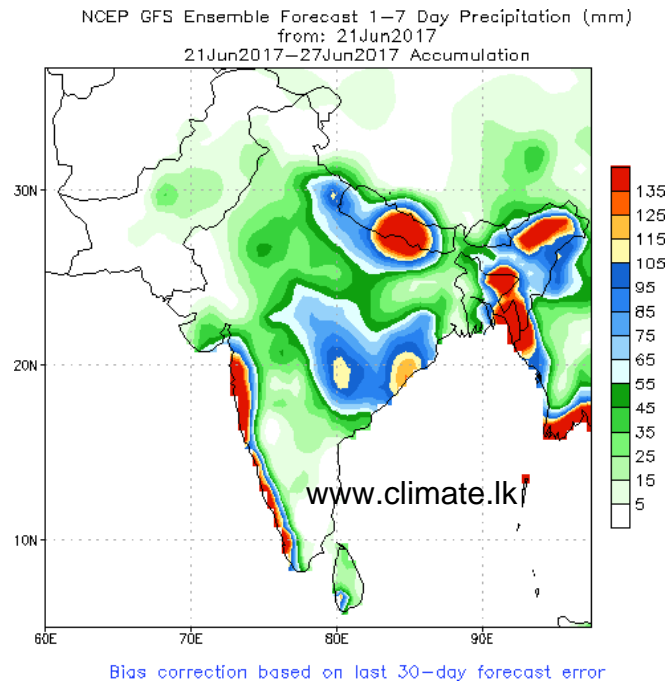 NCEP GFS Ensemble Forecast 1-7 Day Precipitation (mm)
from: 21Jun2017
21Jun2017-27Jun2017 Accumulation
30N
20N
10N
60E
70E
80E
90E
135
125
115
105
95
85
75
65
55
45
35
25
15
5
www.climate.lk
Bias correction based on last 30-day forecast error